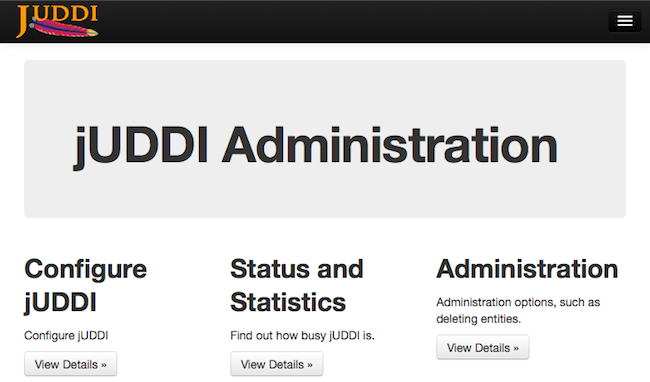 JUDDI
jUDDI Administration
Configure
jUDDI
Configure jUDDI
View Details »
Status and
Statistics
Find out how busy jUDDI is.
View Details »
Administration
Administration options, such as
deleting entities.
View Details »